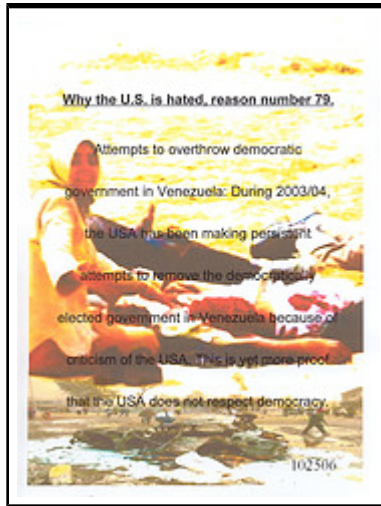 Why the U.S. is hated, reason number 79.
Attempts to overthrow democratic
government in Venezuela: During 2003/04,
the USA has been making persistent
attempts to remove the democratically
elected government in Venezuela because of
criticism of the USA. This is yet more proof
that the USA does not respect democracy.
102506